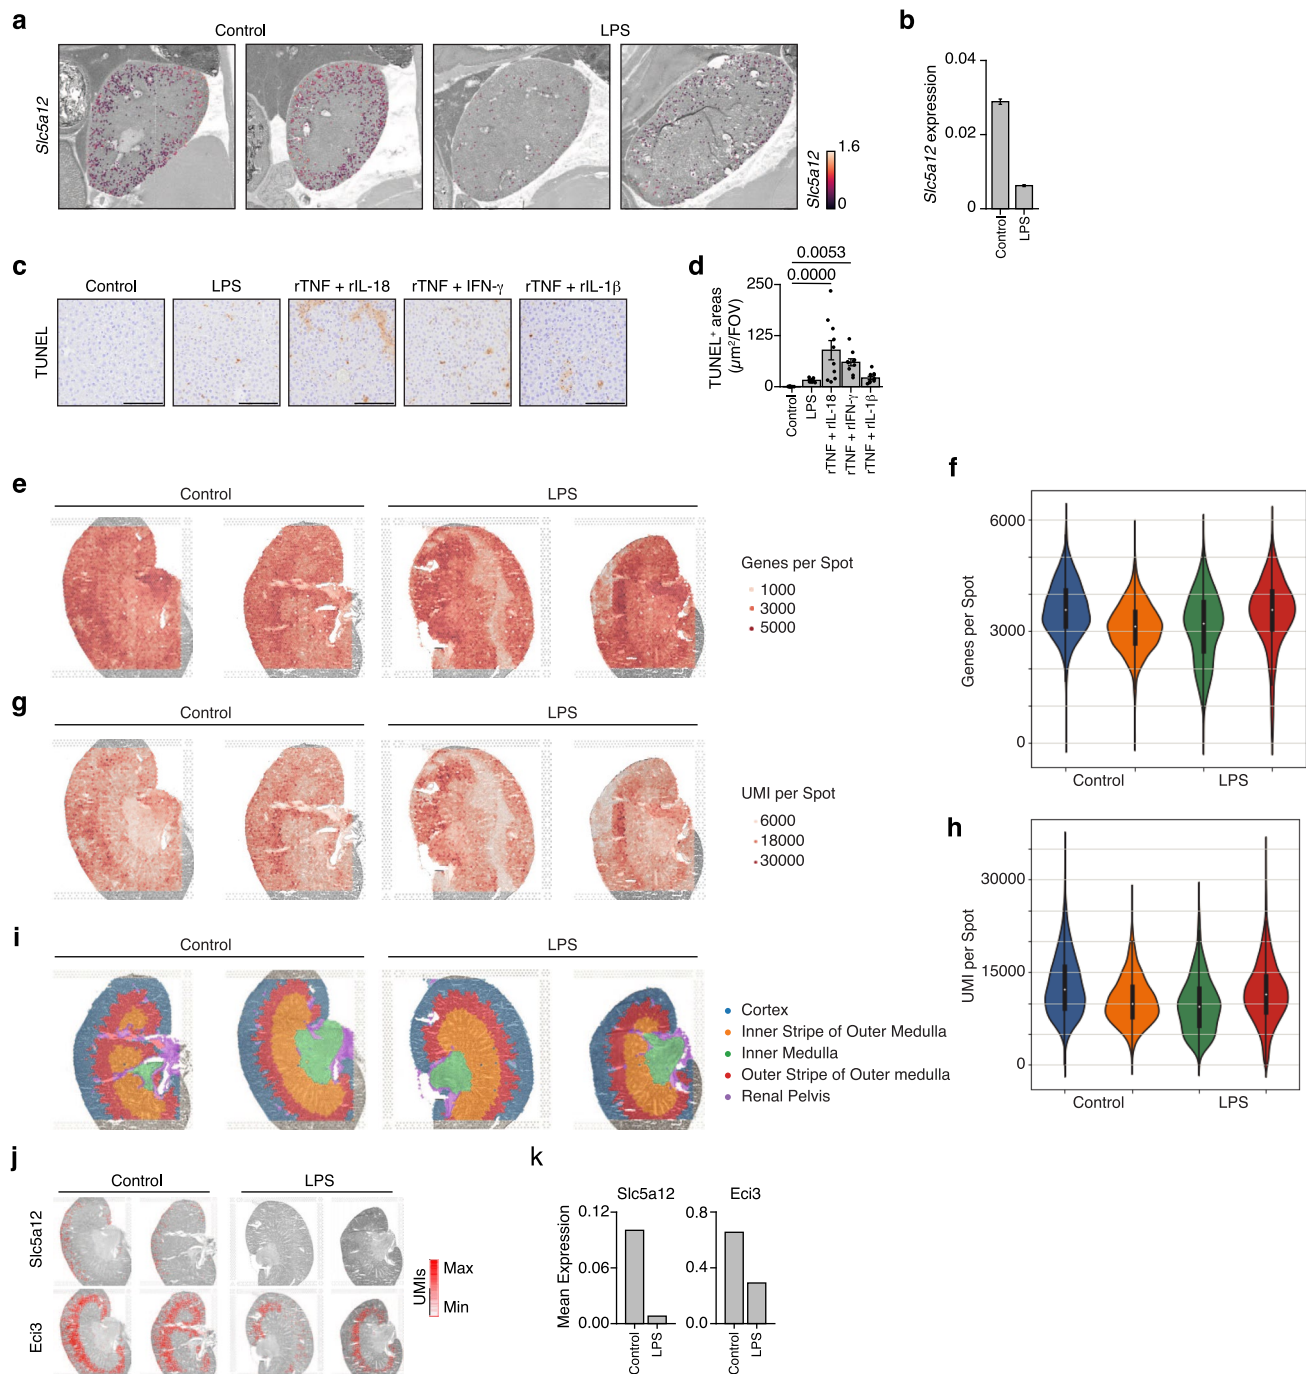 a
Control
LPS
Slc5a12
1.6
0
Slc5a12
b
0.04
0.02
0
Slc5a12 expression
Control
LPS
c
Control
LPS
rTNF + rIL-18
rTNF + IFN-γ
rTNF + rIL-1β
TUNEL
d
0.0053
0.0000
250
125
0
TUNEL+ areas
(μm²/FOV)
Control
LPS
rTNF + rIL-18
rTNF + rIFN-γ
rTNF + rIL-1β
e
Control
LPS
Genes per Spot
1000
3000
5000
f
6000
3000
0
Genes per Spot
Control
LPS
g
Control
LPS
UMI per Spot
6000
18000
30000
h
30000
15000
0
UMI per Spot
Control
LPS
i
Control
LPS
Cortex
Inner Stripe of Outer Medulla
Inner Medulla
Outer Stripe of Outer medulla
Renal Pelvis
j
Control
LPS
Slc5a12
Eci3
UMIs
Max
Min
k
Slc5a12
Eci3
Mean Expression
0.12
0.06
0.00
0.8
0.4
0.0
Control
LPS
Control
LPS